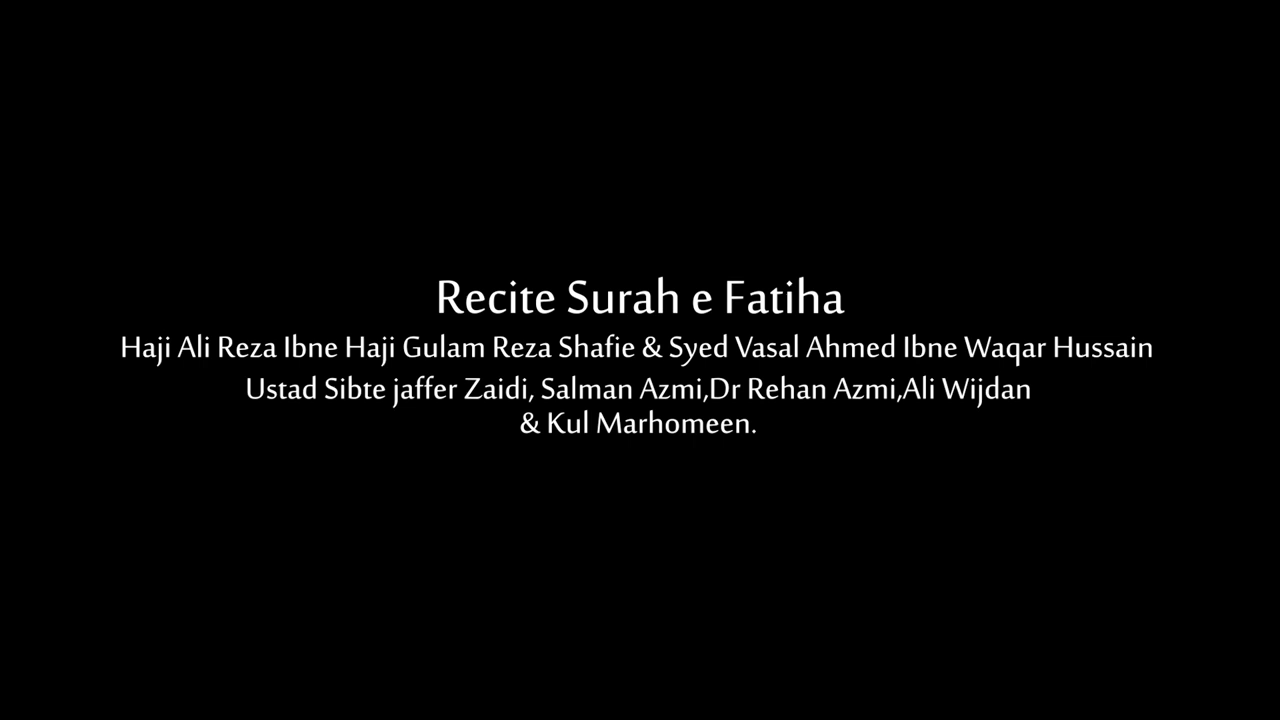 Recite Surah e Fatiha
Haji Ali Reza Ibne Haji Gulam Reza Shafie & Syed Vasal Ahmed Ibne Waqar Hussain
Ustad Sibte jaffer Zaidi, Salman Azmi,Dr Rehan Azmi,Ali Wijdan
& Kul Marhomeen.